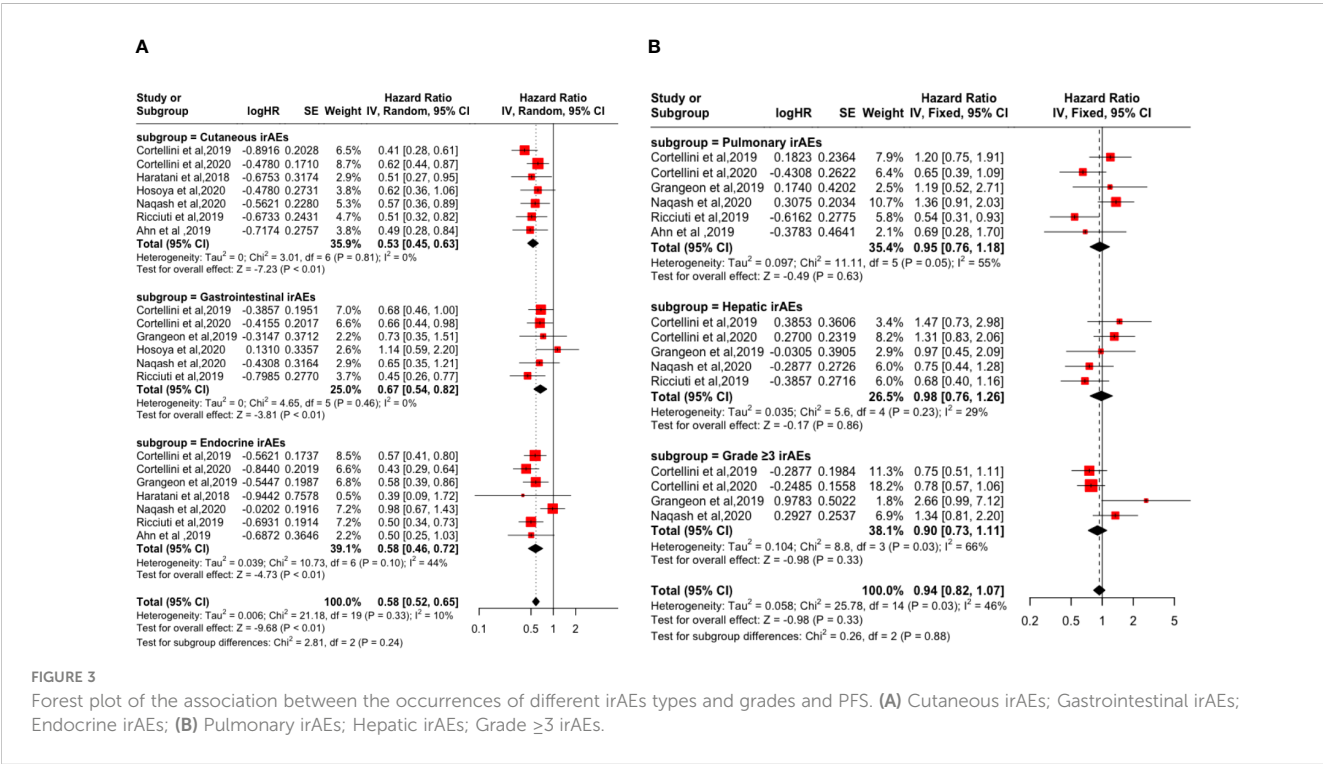 A
Study or Hazard Ratio Hazard Ratio
Subgroup logHR SE Weight IV, Random, 95% CI IV, Random, 95% CI
subgroup = Cutaneous irAEs
Cortellini et al,2019 -0.8916 0.2028 6.5% 0.41 [0.28, 0.61]
Cortellini et al,2020 -0.4780 0.1710 8.7% 0.62 [0.44, 0.87]
Haratani et al,2018 -0.6753 0.3174 2.5% 0.51 [0.27, 0.95]
Hosoya et al,2020 -0.4780 0.2731 3.8% 0.62 [0.36, 1.06]
Naqash et al,2020 -0.5621 0.2280 4.9% 0.57 [0.36, 0.89]
Ricciuti et al,2019 -0.6733 0.2431 4.7% 0.51 [0.32, 0.82]
Ahn et al ,2019 -0.7174 0.2757 3.8% 0.49 [0.28, 0.84]
Total (95% CI) 35.9% 0.53 [0.45, 0.63]
Heterogeneity: Tau² = 0; Chi² = 3.01, df = 6 (P = 0.81); I² = 0%
Test for overall effect: Z = -7.23 (P < 0.01)
subgroup = Gastrointestinal irAEs
Cortellini et al,2019 -0.3857 0.1951 7.0% 0.68 [0.46, 1.00]
Cortellini et al,2020 -0.4155 0.2017 6.6% 0.66 [0.44, 0.98]
Grangeon et al,2019 -0.3147 0.3712 2.2% 0.73 [0.35, 1.51]
Hosoya et al,2020 0.1310 0.3357 2.6% 1.14 [0.59, 2.20]
Naqash et al,2020 -0.4308 0.3164 2.9% 0.65 [0.35, 1.21]
Ricciuti et al,2019 -0.7985 0.2770 3.7% 0.45 [0.26, 0.77]
Total (95% CI) 25.0% 0.67 [0.54, 0.82]
Heterogeneity: Tau² = 0; Chi² = 4.65, df = 5 (P = 0.46); I² = 0%
Test for overall effect: Z = -3.81 (P < 0.01)
subgroup = Endocrine irAEs
Cortellini et al,2019 -0.5621 0.1737 8.5% 0.57 [0.41, 0.80]
Cortellini et al,2019 -0.8440 0.2019 6.6% 0.43 [0.29, 0.64]
Grangeon et al,2019 -0.5447 0.1987 6.8% 0.58 [0.39, 0.86]
Haratani et al,2018 -0.9442 0.7578 0.5% 0.39 [0.09, 1.72]
Naqash et al,2020 -0.0202 0.1916 7.2% 0.98 [0.67, 1.43]
Ricciuti et al,2019 -0.6931 0.1914 7.2% 0.50 [0.34, 0.73]
Ahn et al,2019 -0.6872 0.3646 2.2% 0.50 [0.25, 1.03]
Total (95% CI) 39.1% 0.58 [0.46, 0.72]
Heterogeneity: Tau² = 0.039; Chi² = 10.73, df = 6 (P = 0.10); I² = 44%
Test for overall effect: Z = -4.73 (P < 0.01)
Total (95% CI) 100.0% 0.58 [0.52, 0.65]
Heterogeneity: Tau² = 0.006; Chi² = 21.18, df = 19 (P = 0.33); I² = 10%
Test for overall effect: Z = -9.68 (P < 0.01)
Test for subgroup differences: Chi² = 2.81, df = 2 (P = 0.24)
0.1 0.5 1 2
B
Study or Hazard Ratio Hazard Ratio
Subgroup logHR SE Weight IV, Fixed, 95% CI IV, Fixed, 95% CI
subgroup = Pulmonary irAEs
Cortellini et al,2019 0.1823 0.2364 7.9% 1.20 [0.75, 1.91]
Cortellini et al,2020 -0.4308 0.2622 6.4% 0.65 [0.39, 1.09]
Grangeon et al,2019 0.1740 0.4202 2.5% 1.19 [0.52, 2.71]
Naqash et al,2020 0.3075 0.2034 10.7% 1.36 [0.91, 2.03]
Ricciuti et al,2019 -0.6162 0.2775 5.8% 0.54 [0.31, 0.93]
Ahn et al,2019 -0.3783 0.4641 2.1% 0.69 [0.28, 1.70]
Total (95% CI) 35.4% 0.95 [0.76, 1.18]
Heterogeneity: Tau² = 0.097; Chi² = 11.11, df = 5 (P = 0.05); I² = 55%
Test for overall effect: Z = -0.49 (P = 0.63)
subgroup = Hepatic irAEs
Cortellini et al,2019 0.3853 0.3606 3.4% 1.47 [0.73, 2.98]
Cortellini et al,2020 0.2700 0.2319 8.2% 1.31 [0.83, 2.06]
Grangeon et al,2019 -0.0305 0.3905 2.9% 0.97 [0.45, 2.09]
Naqash et al,2020 -0.2877 0.2726 6.0% 0.75 [0.44, 1.28]
Ricciuti et al,2019 -0.3857 0.2716 6.0% 0.68 [0.40, 1.16]
Total (95% CI) 26.5% 0.98 [0.76, 1.26]
Heterogeneity: Tau² = 0.035; Chi² = 5.6, df = 4 (P = 0.23); I² = 29%
Test for overall effect: Z = -0.17 (P = 0.86)
subgroup = Grade ≥3 irAEs
Cortellini et al,2019 -0.2877 0.1984 11.3% 0.75 [0.51, 1.11]
Cortellini et al,2020 -0.2485 0.1558 18.2% 0.78 [0.57, 1.06]
Grangeon et al,2019 0.9783 0.5022 1.8% 2.66 [0.99, 7.12]
Naqash et al,2020 0.2927 0.2537 6.9% 1.34 [0.81, 2.20]
Total (95% CI) 38.1% 0.90 [0.73, 1.11]
Heterogeneity: Tau² = 0.104; Chi² = 8.8, df = 3 (P = 0.03); I² = 66%
Test for overall effect: Z = -0.98 (P = 0.33)
Total (95% CI) 100.0% 0.94 [0.82, 1.07]
Heterogeneity: Tau² = 0.058; Chi² = 25.78, df = 14 (P = 0.03); I² = 46%
Test for overall effect: Z = -0.98 (P = 0.33)
Test for subgroup differences: Chi² = 0.26, df = 2 (P = 0.88)
0.2 0.5 1 2 5
FIGURE 3
Forest plot of the association between the occurrences of different irAEs types and grades and PFS. (A) Cutaneous irAEs; Gastrointestinal irAEs;
Endocrine irAEs; (B) Pulmonary irAEs; Hepatic irAEs; Grade ≥3 irAEs.